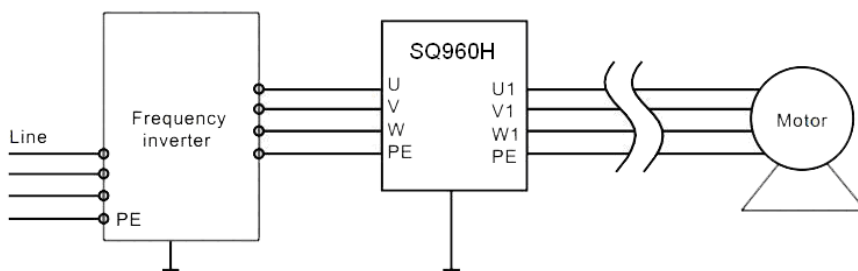 Line
PE
Frequency
inverter
SQ960H
U
V
W
PE
U1
V1
W1
PE
Motor